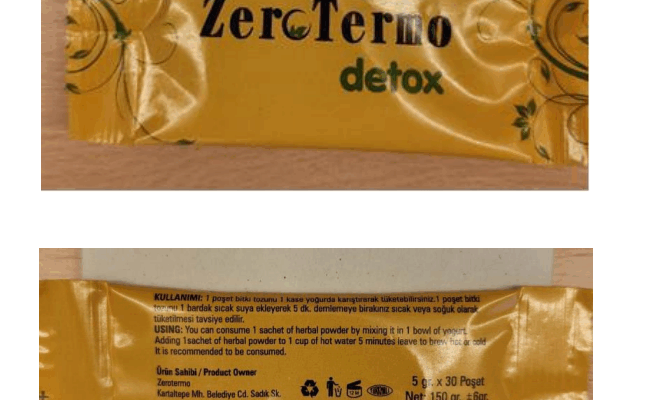 ZeroTermo
detox
KULLANIMI: 1 poşet bitki tozunu 1 kase yoğurda karıştırarak tüketebilirsiniz.1 poşet bitki
tozunu 1 bardak sıcak suya ekleyerek 5 dk. demlemeye bırakınız sıcak veya soğuk olarak
tüketilmesi tavsiye edilir.
USING: You can consume 1 sachet of herbal powder by mixing it in 1 bowl of yogurt.
Adding 1sachet of herbal powder to 1 cup of hot water 5 minutes leave to brew hot or cold
It is recommended to be consumed.
Ürün Sahibi / Product Owner
Zerotermo
Kartaltepe Mh. Belediye Cd. Sadık Sk.
5 gr. x 30 Poşet
Net: 150 gr. ±6gr.